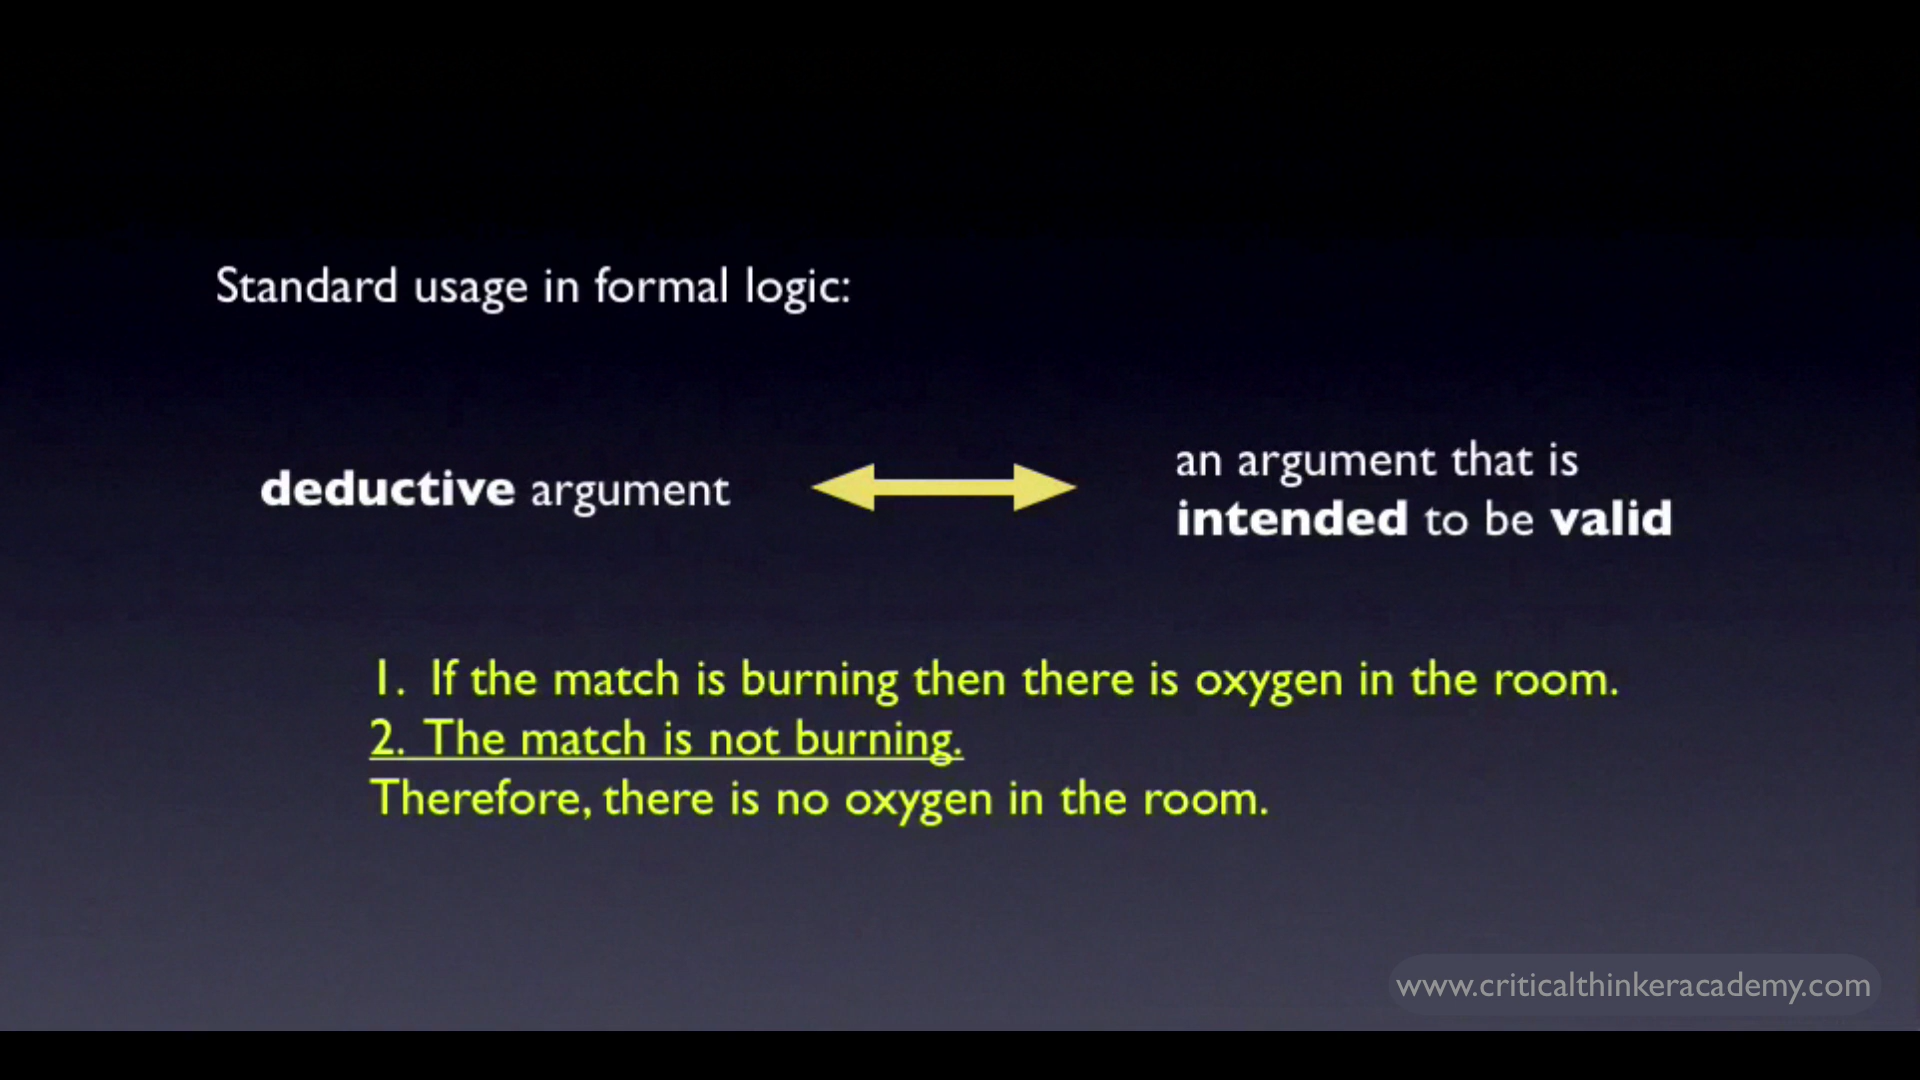 Standard usage in formal logic:
deductive argument
an argument that is
intended to be valid
1. If the match is burning then there is oxygen in the room.
2. The match is not burning.
Therefore, there is no oxygen in the room.
www.criticalthinkeracademy.com